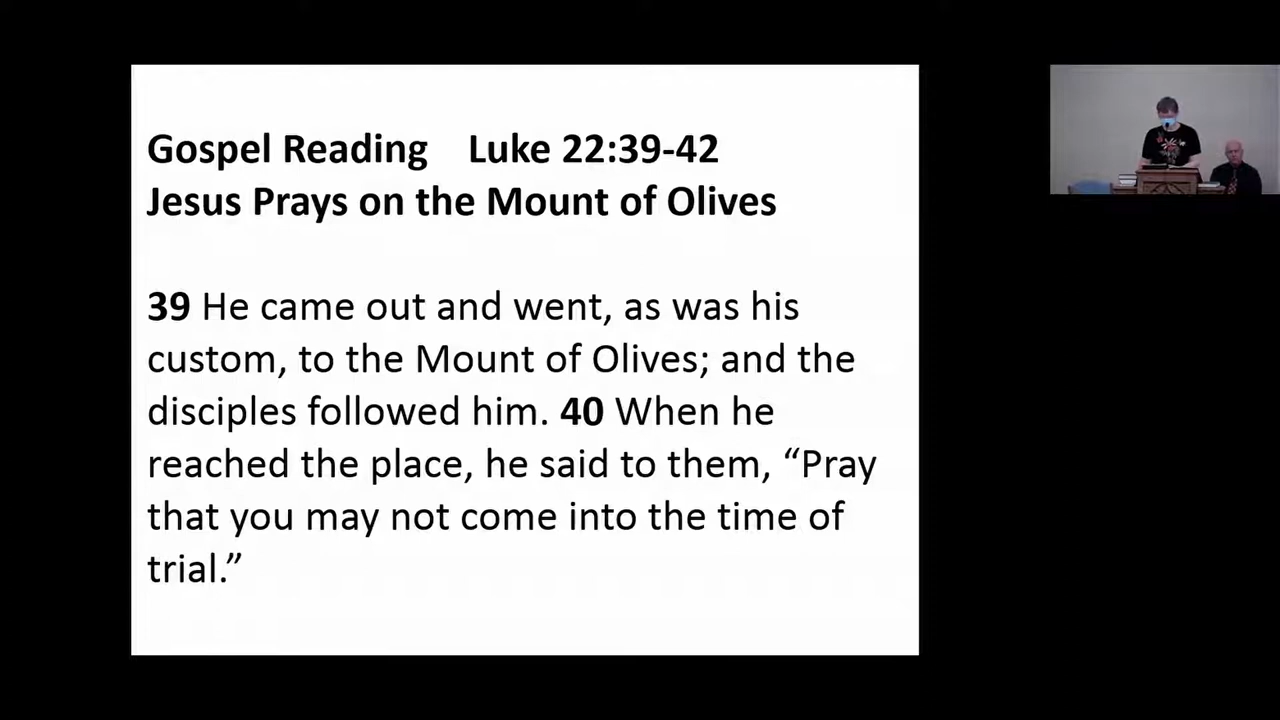 Gospel Reading Luke 22:39-42
Jesus Prays on the Mount of Olives
39 He came out and went, as was his
custom, to the Mount of Olives; and the
disciples followed him. 40 When he
reached the place, he said to them, “Pray
that you may not come into the time of
trial.”